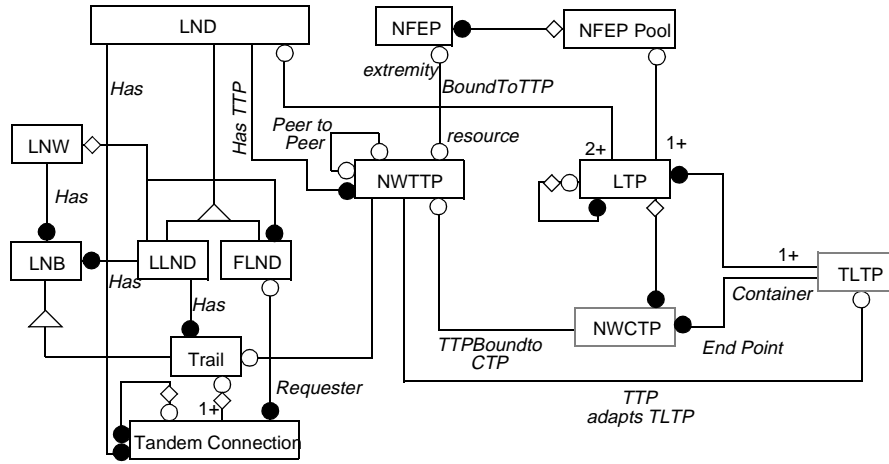 LND
NFEP
NFEP Pool
extremity
BoundToTTP
Has
Has TTP
Peer to
Peer
resource
2+
1+
LNW
Has
NWTTP
LTP
LNB
LLND
FLND
Has
Has
1+
TLTP
Container
NWCTP
End Point
TTPBoundto
CTP
Trail
Requester
TTP
adapts TLTP
1+
Tandem Connection